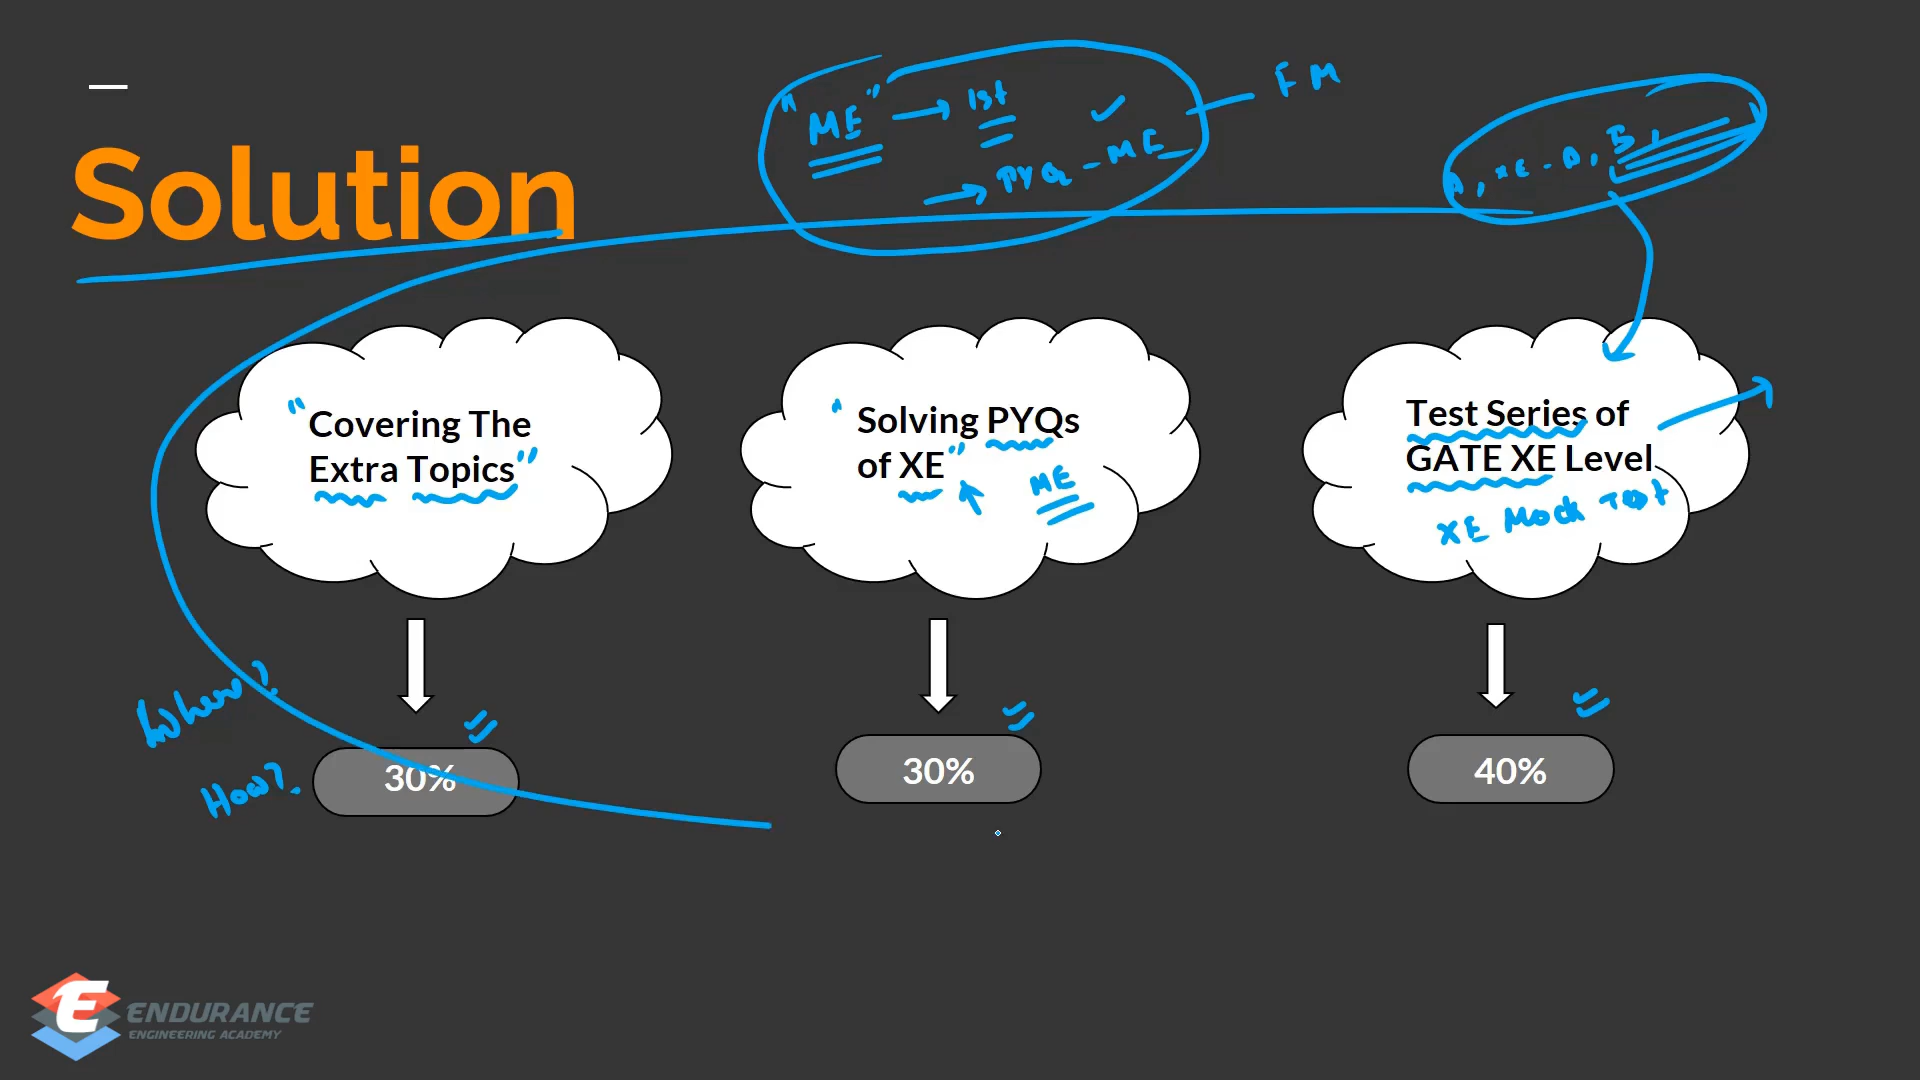 Solution
"ME" → 1st ✓
→ PYQ - ME
FM
A, XE - A, B,
"Covering The
Extra Topics"
"Solving PYQs
of XE"
ME
Test Series of
GATE XE Level
XE Mock Test
When?
How?
30%
30%
40%
ENDURANCE
ENGINEERING ACADEMY